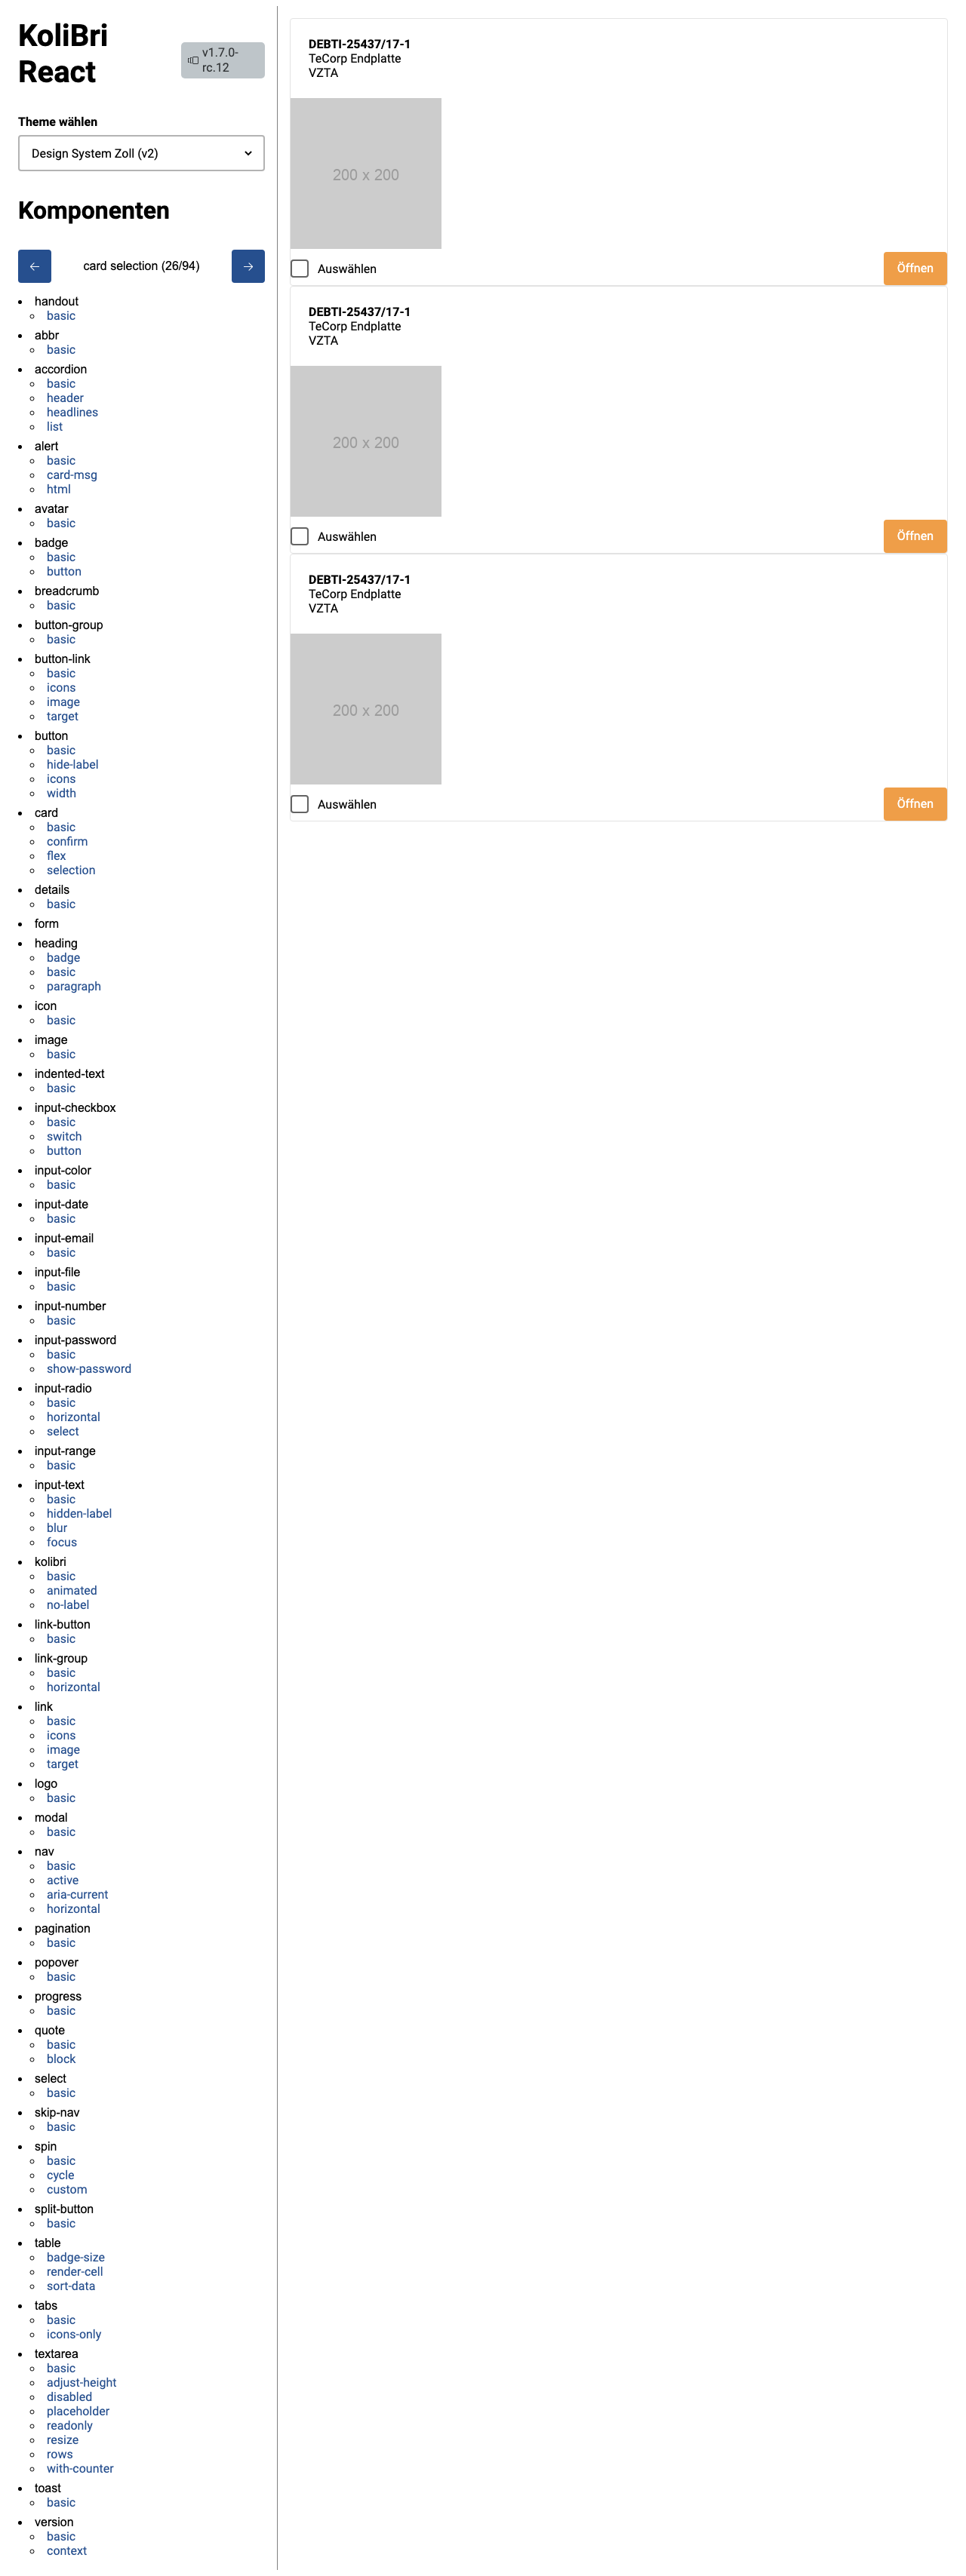 KoliBri
React
v1.7.0-
rc.12
Theme wählen
Design System Zoll (v2)
Komponenten
card selection (26/94)
handout
basic
abbr
basic
accordion
basic
header
headlines
list
alert
basic
card-msg
html
avatar
basic
badge
basic
button
breadcrumb
basic
button-group
basic
button-link
basic
icons
image
target
button
basic
hide-label
icons
width
card
basic
confirm
flex
selection
details
basic
form
heading
badge
basic
paragraph
icon
basic
image
basic
indented-text
basic
input-checkbox
basic
switch
button
input-color
basic
input-date
basic
input-email
basic
input-file
basic
input-number
basic
input-password
basic
show-password
input-radio
basic
horizontal
select
input-range
basic
input-text
basic
hidden-label
blur
focus
kolibri
basic
animated
no-label
link-button
basic
link-group
basic
horizontal
link
basic
icons
image
target
logo
basic
modal
basic
nav
basic
active
aria-current
horizontal
pagination
basic
popover
basic
progress
basic
quote
basic
block
select
basic
skip-nav
basic
spin
basic
cycle
custom
split-button
basic
table
badge-size
render-cell
sort-data
tabs
basic
icons-only
textarea
basic
adjust-height
disabled
placeholder
readonly
resize
rows
with-counter
toast
basic
version
basic
context
DEBTI-25437/17-1
TeCorp Endplatte
VZTA
200 x 200
Auswählen
Öffnen
DEBTI-25437/17-1
TeCorp Endplatte
VZTA
200 x 200
Auswählen
Öffnen
DEBTI-25437/17-1
TeCorp Endplatte
VZTA
200 x 200
Auswählen
Öffnen